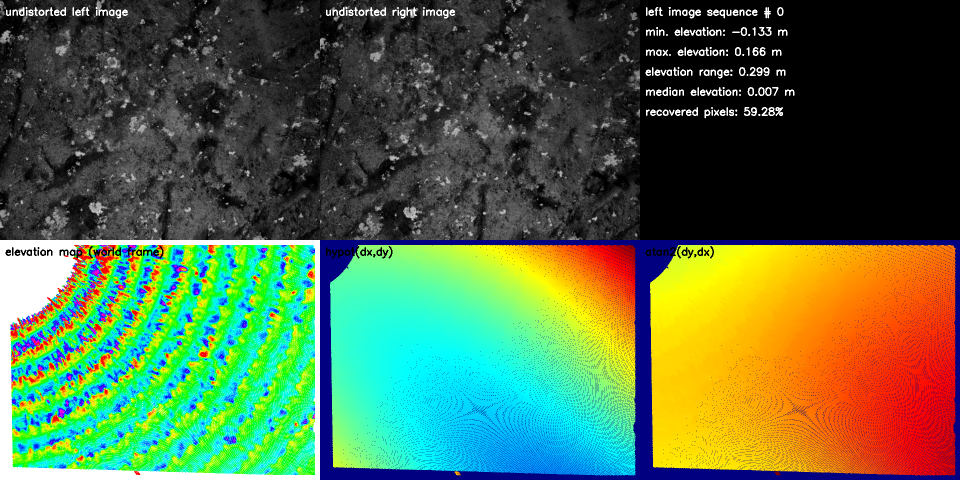 undistorted left image
undistorted right image
left image sequence # 0
min. elevation: -0.133 m
max. elevation: 0.166 m
elevation range: 0.299 m
median elevation: 0.007 m
recovered pixels: 59.28%
elevation map (world frame)
hypot(dx,dy)
atan2(dy,dx)